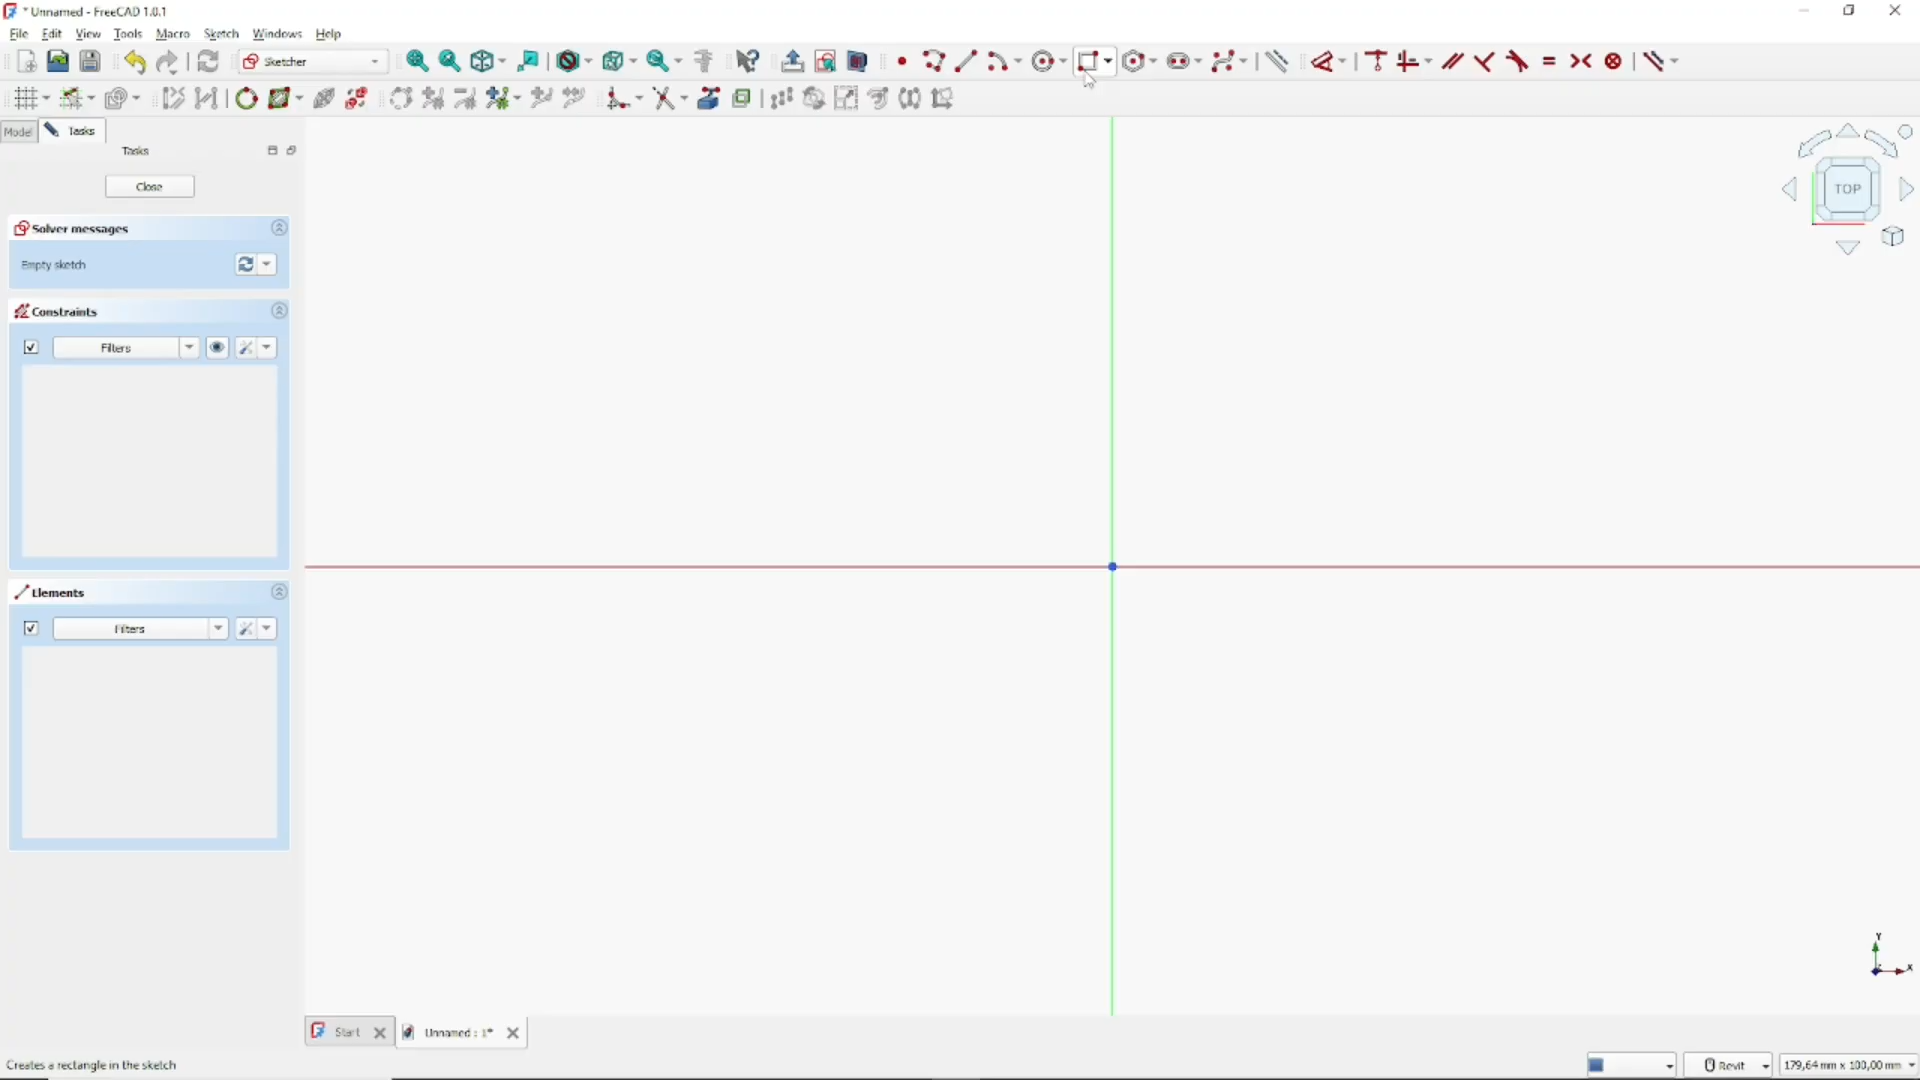 * Unnamed - FreeCAD 1.0.1
File Edit View Tools Macro Sketch Windows Help
Sketcher
Model Tasks
Tasks
Close
Solver messages
Empty sketch
Constraints
Filters
Elements
Filters
TOP
Y
X
Start Unnamed : 1*
Creates a rectangle in the sketch
Revit 179,64 mm x 100,00 mm